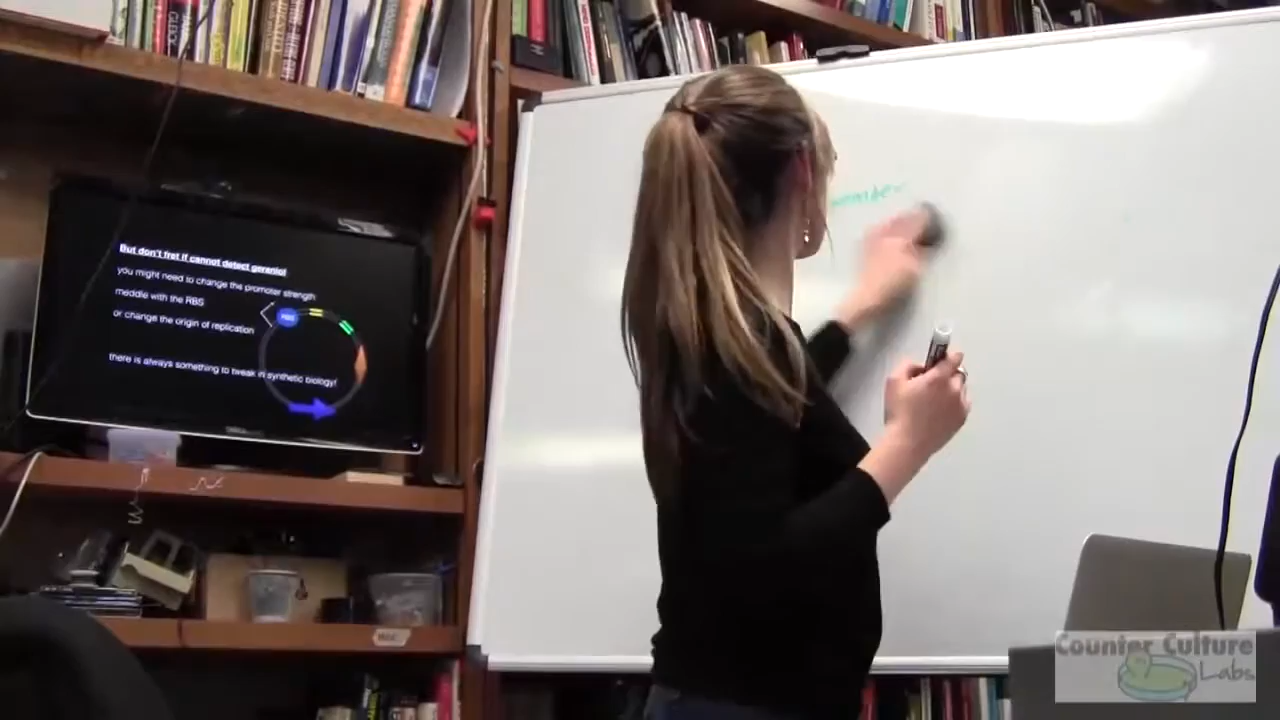 But don't fret if cannot detect geraniol
you might need to change the promoter strength
meddle with the RBS
or change the origin of replication
RBS
there is always something to tweak in synthetic biology!
Counter Culture
Labs